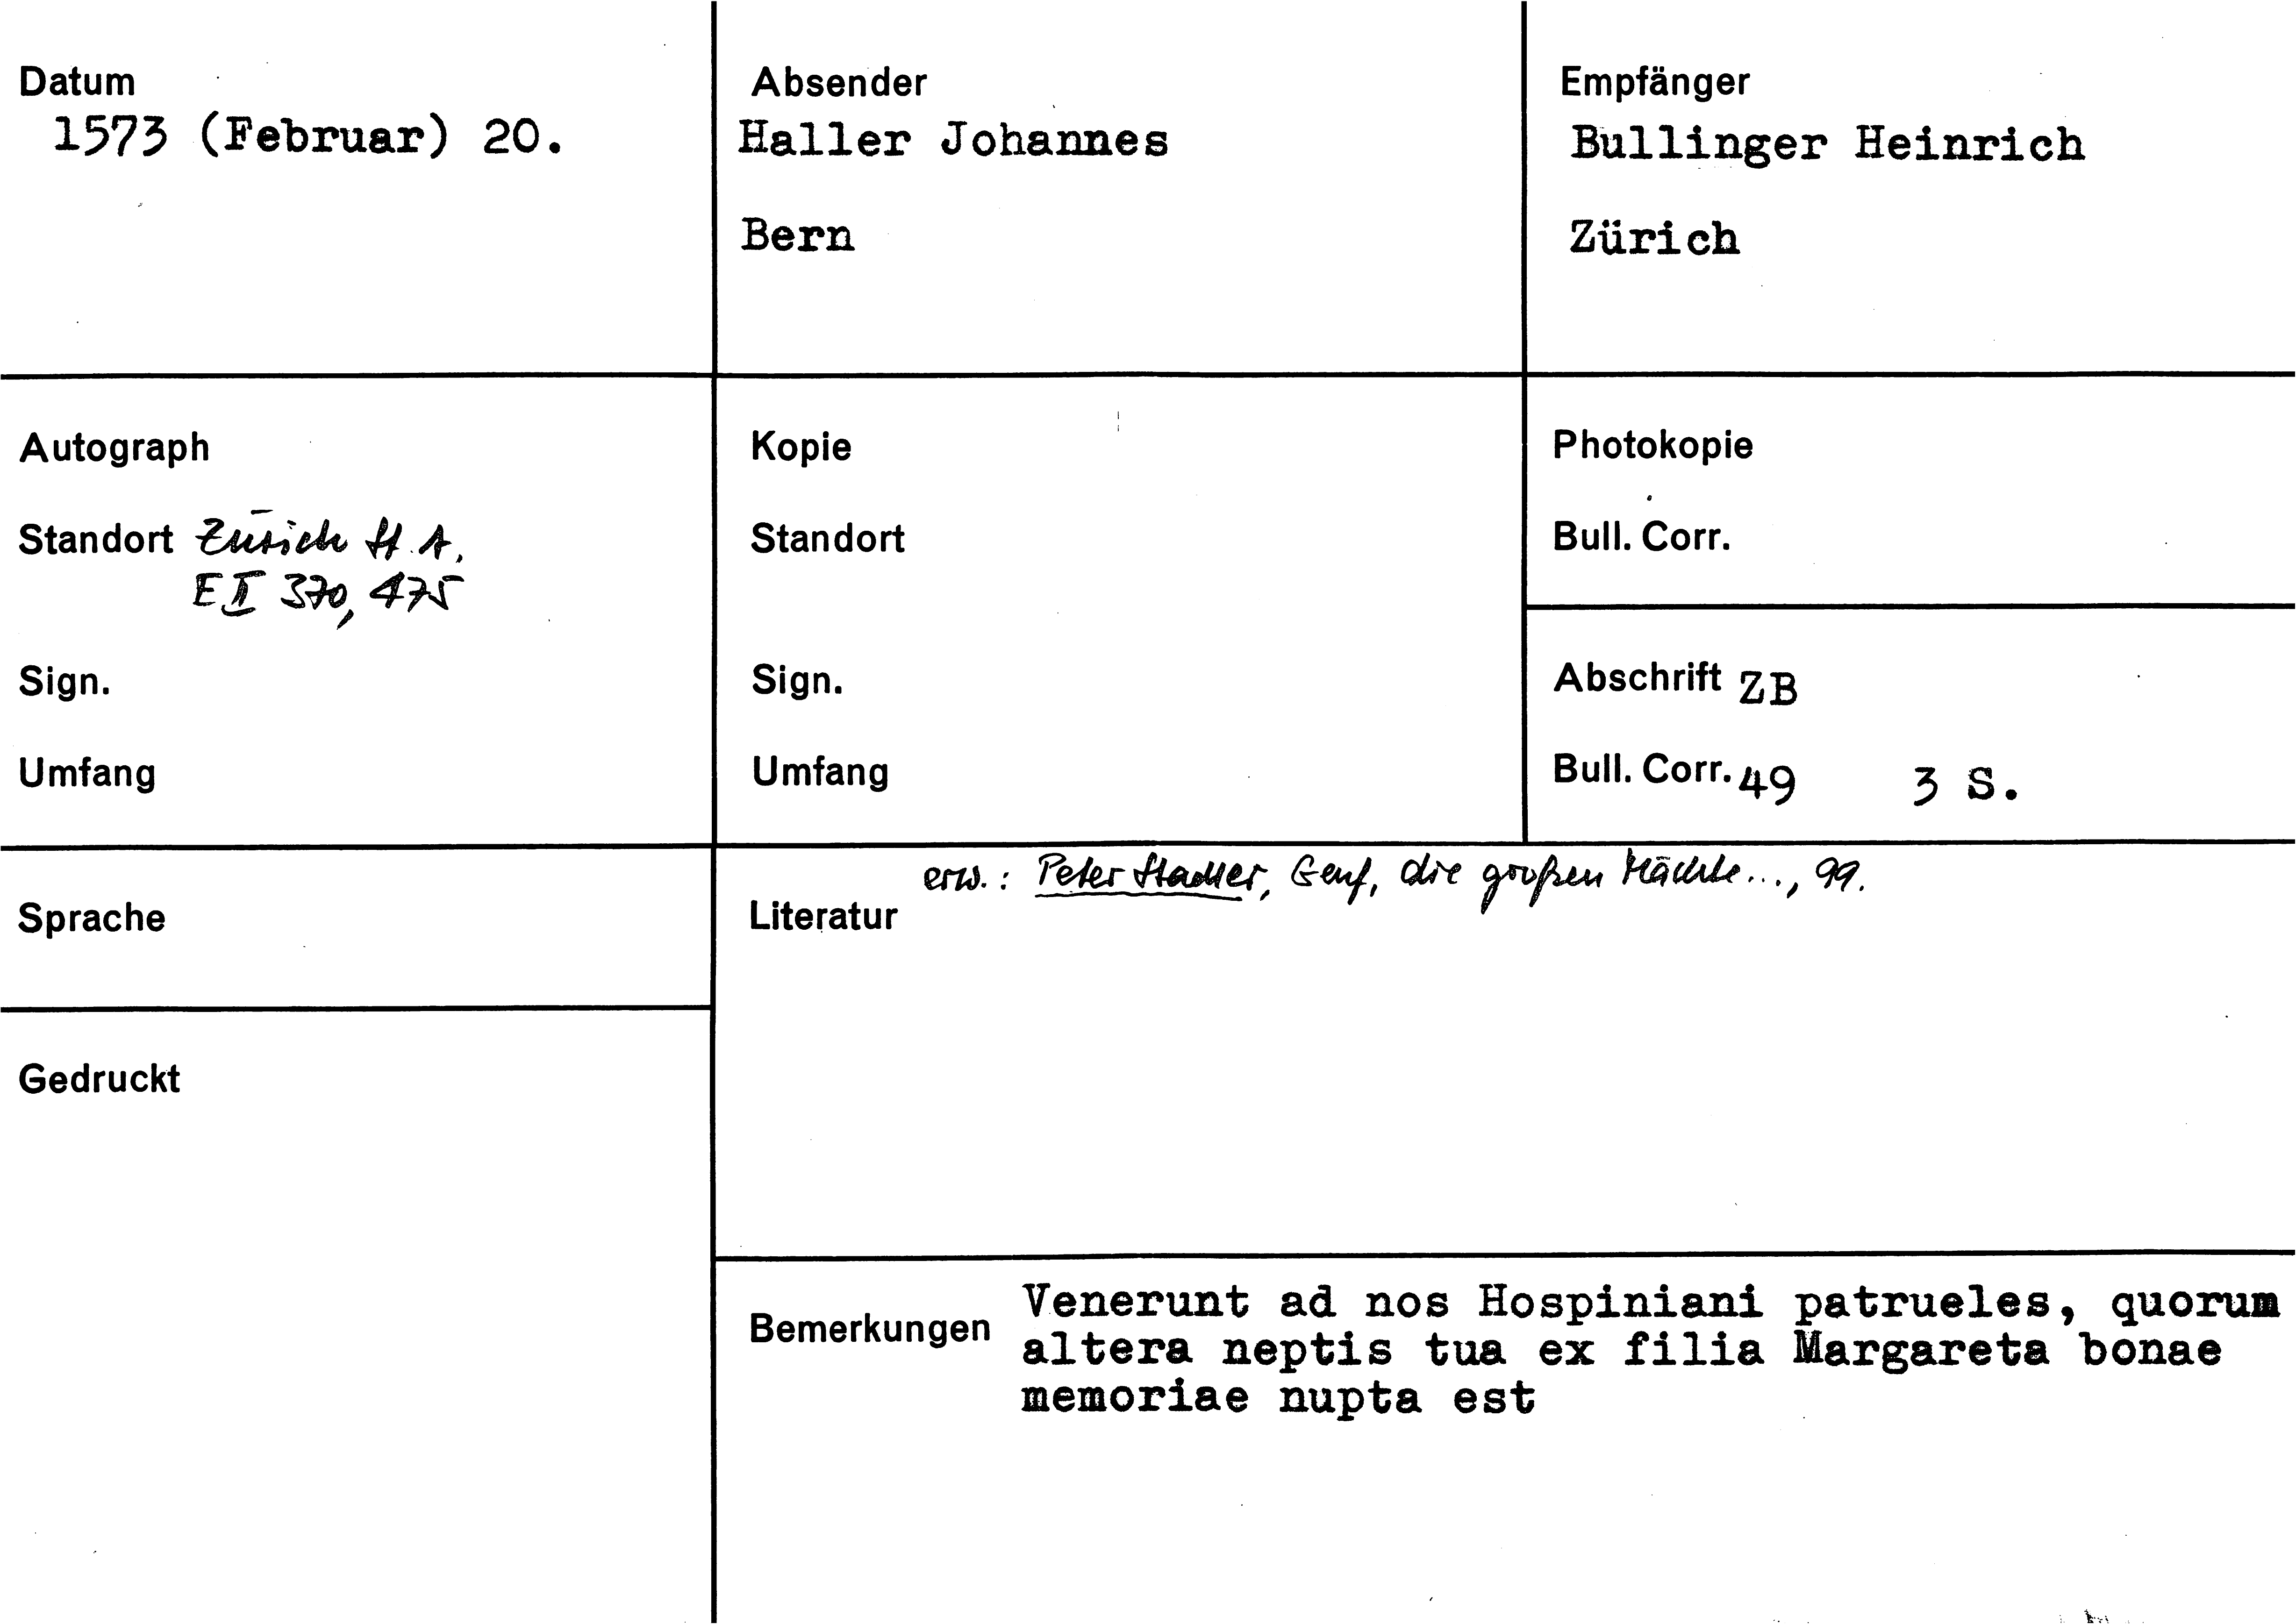 Datum
1573 (Februar) 20.
Absender
Haller Johannes
Bern
Empfänger
Bullinger Heinrich
Zürich
Autograph
Standort Zürich St A,
E II 370, 475
Sign.
Umfang
Kopie
Standort
Sign.
Umfang
Photokopie
Bull. Corr.
Abschrift ZB
Bull. Corr. 49 3 S.
Sprache
Gedruckt
erw.: Peter Stadler, Genf, die großen Mächte..., 99.
Literatur
Bemerkungen Venerunt ad nos Hospiniani patrueles, quorum
altera neptis tua ex filia Margareta bonae
memoriae nupta est